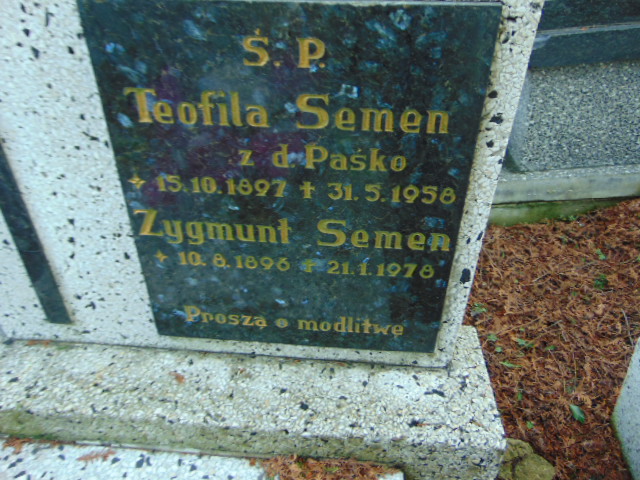 Ś. P.
Teofila Semen
z d. Paśko
✢ 15.10.1897 ✝ 31.5.1958
Zygmunt Semen
✢ 10.8.1896 ✝ 21.1.1978
Proszą o modlitwę